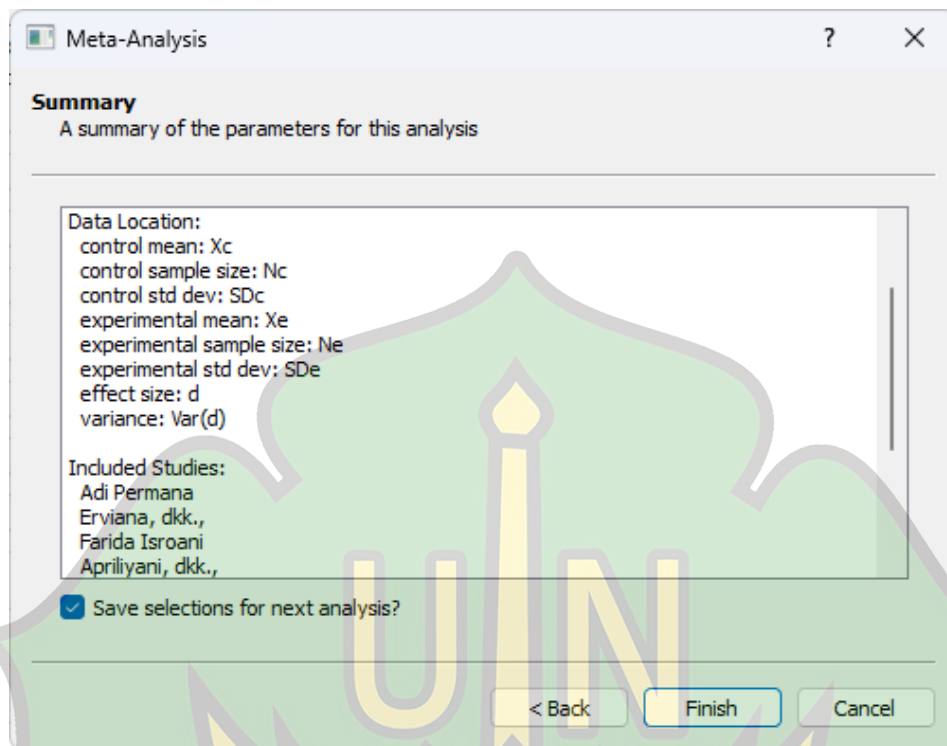 Meta-Analysis
?
Summary
A summary of the parameters for this analysis
Data Location:
control mean: Xc
control sample size: Nc
control std dev: SDc
experimental mean: Xe
experimental sample size: Ne
experimental std dev: SDe
effect size: d
variance: Var(d)
Included Studies:
Adi Permana
Erviana, dkk.,
Farida Isroani
Apriliyani, dkk.,
Save selections for next analysis?
UIN
< Back
Finish
Cancel